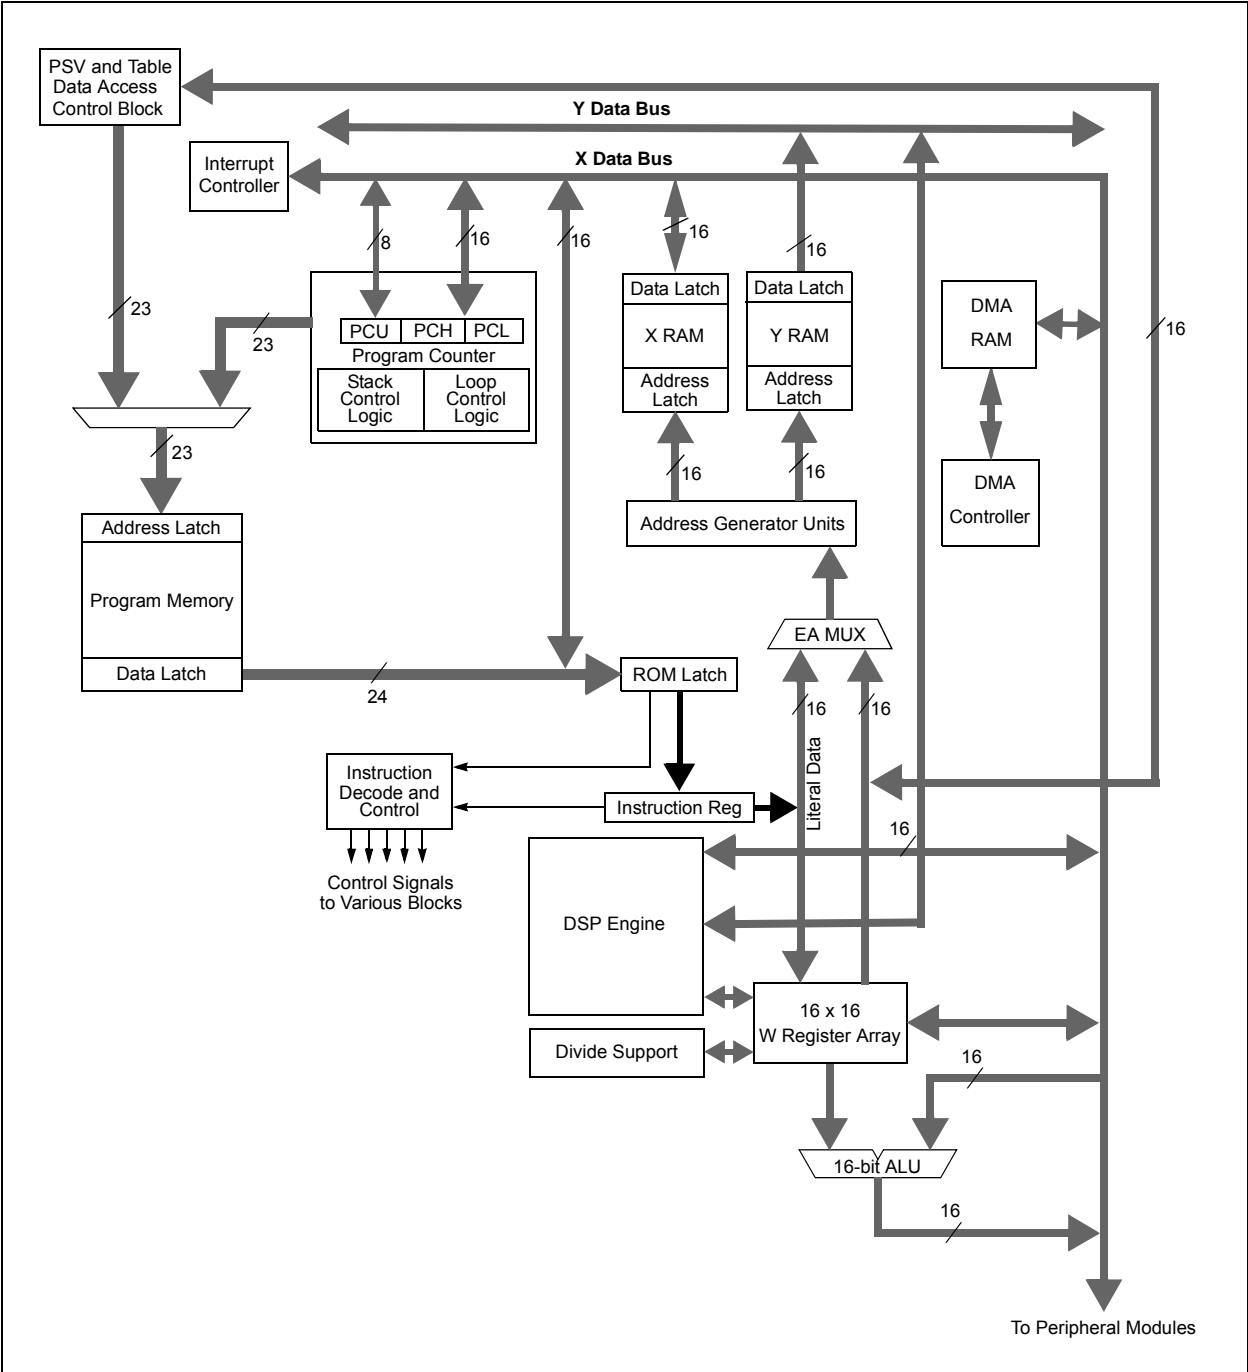 PSV and Table
Data Access
Control Block
Y Data Bus
Interrupt
Controller
X Data Bus
8
16
16
16
16
23
23
PCU
PCH
PCL
Program Counter
Stack
Control
Logic
Loop
Control
Logic
Data Latch
X RAM
Address
Latch
Data Latch
Y RAM
Address
Latch
DMA
RAM
16
23
16
16
DMA
Controller
Address Generator Units
Address Latch
Program Memory
Data Latch
24
EA MUX
ROM Latch
16
16
Literal Data
Instruction
Decode and
Control
Instruction Reg
Control Signals
to Various Blocks
16
DSP Engine
16 x 16
W Register Array
Divide Support
16
16-bit ALU
16
To Peripheral Modules